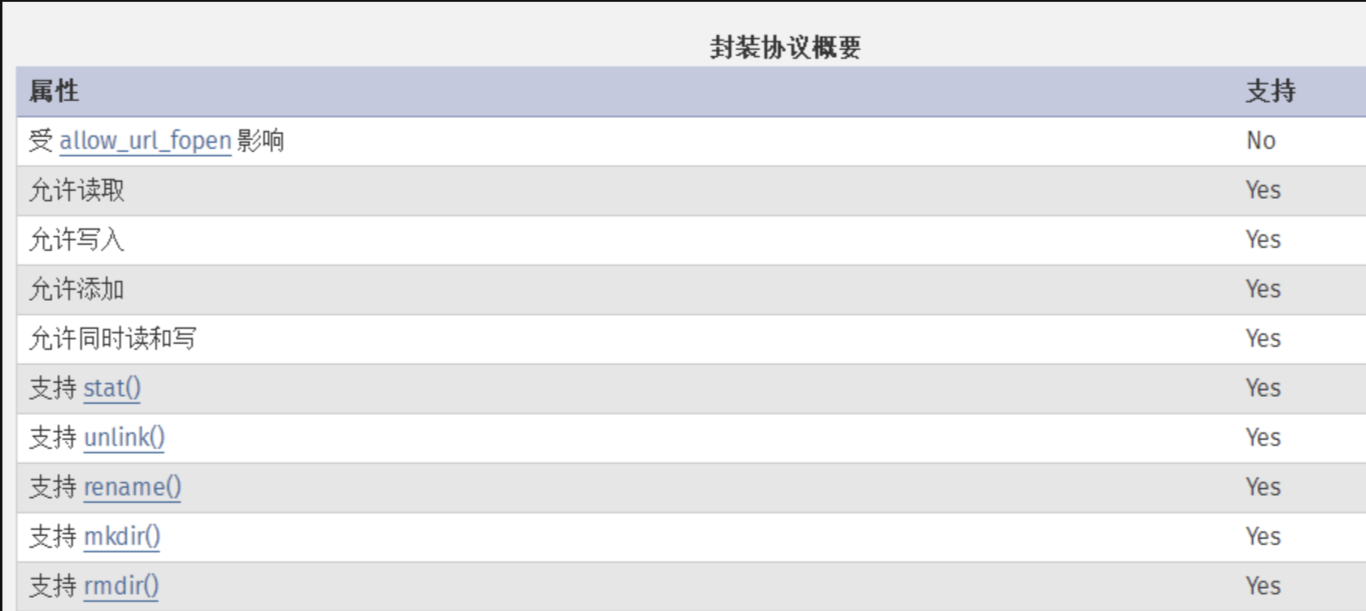 封装协议概要
属性 支持
受 allow_url_fopen 影响 No
允许读取 Yes
允许写入 Yes
允许添加 Yes
允许同时读和写 Yes
支持 stat() Yes
支持 unlink() Yes
支持 rename() Yes
支持 mkdir() Yes
支持 rmdir() Yes